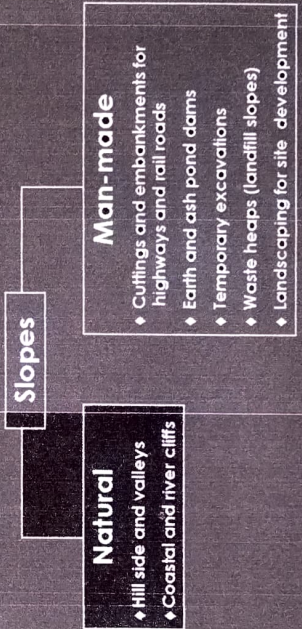 Slopes
Natural
♦ Hill side and valleys
♦ Coastal and river cliffs
Man-made
♦ Cuttings and embankments for
highways and rail roads
♦ Earth and ash pond dams
♦ Temporary excavations
♦ Waste heaps (landfill slopes)
♦ Landscaping for site development